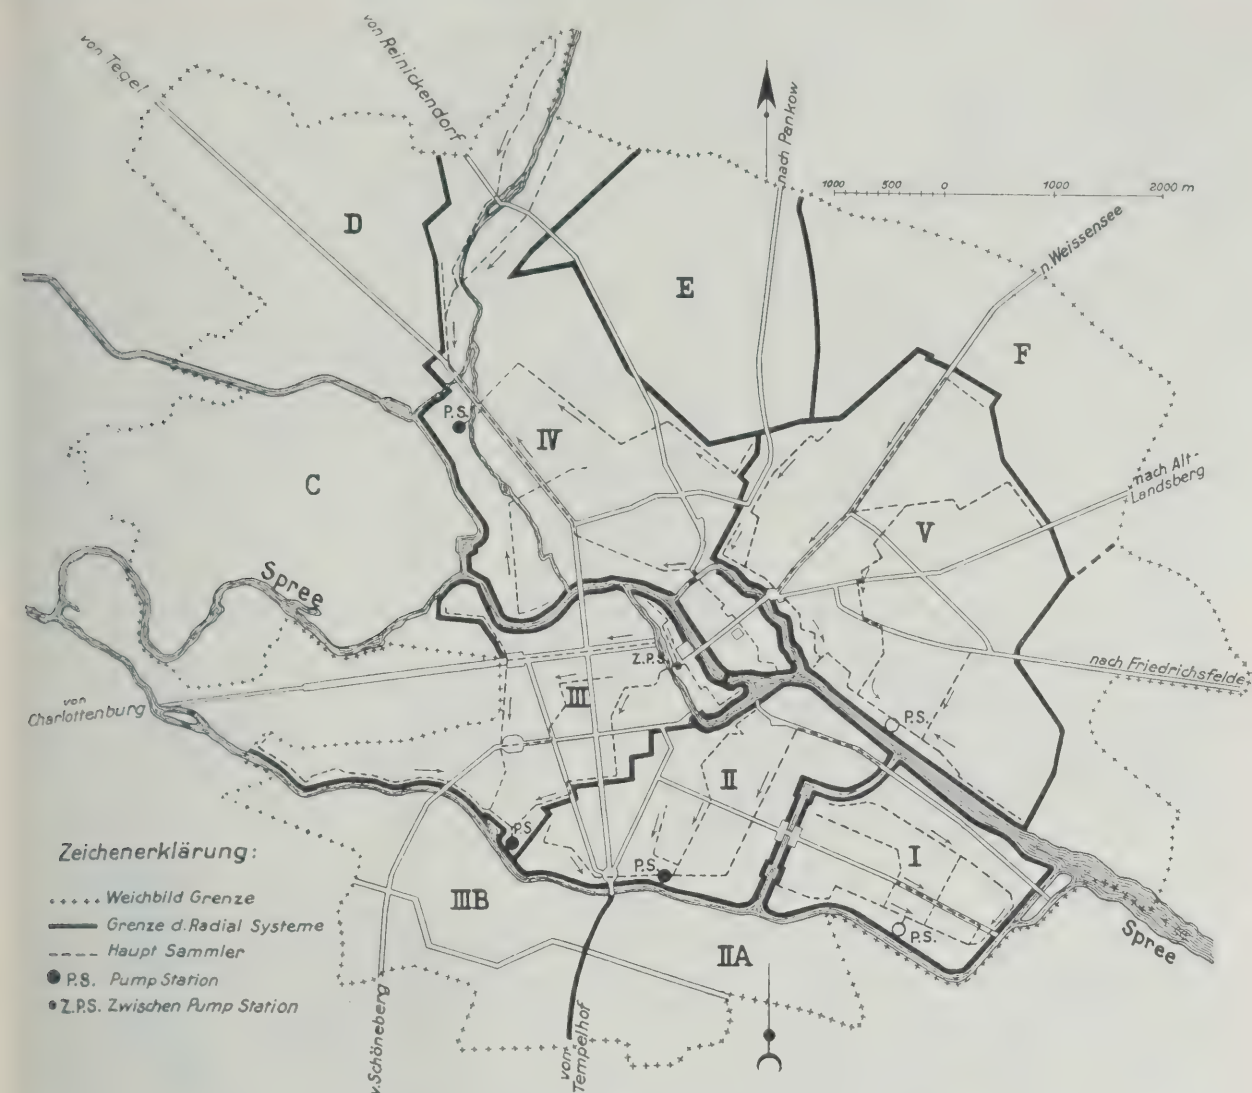 von Tegel
von Reinickendorf
nach Pankow
1000 500 0 1000 2000 m
n. Weissensee
D
E
F
P.S.
IV
C
nach Alt-
Landsberg
V
Spree
Z.P.S.
nach Friedrichsfelde
von
Charlottenburg
III
P.S.
II
P.S.
Zeichenerklärung:
Weichbild Grenze
Grenze d. Radial Systeme
Haupt Sammler
P.S. Pump Station
Z.P.S. Zwischen Pump Station
P.S.
I
IIIB
P.S.
Spree
IIA
v. Schöneberg
von
Tempelhof